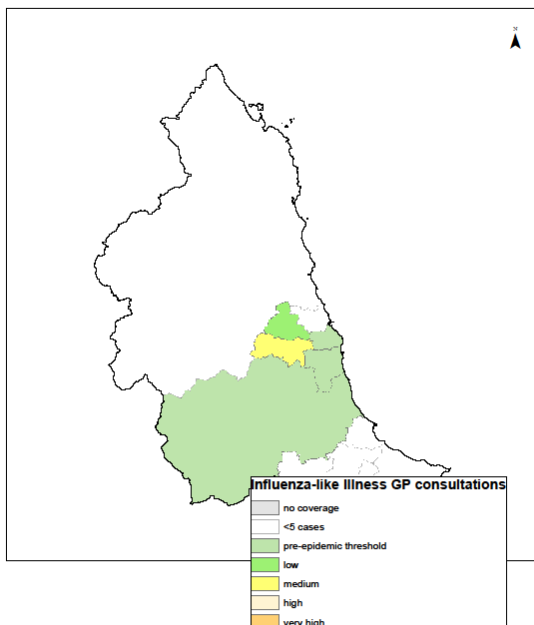 N
Influenza-like Illness GP consultations
no coverage
<5 cases
pre-epidemic threshold
low
medium
high
very high